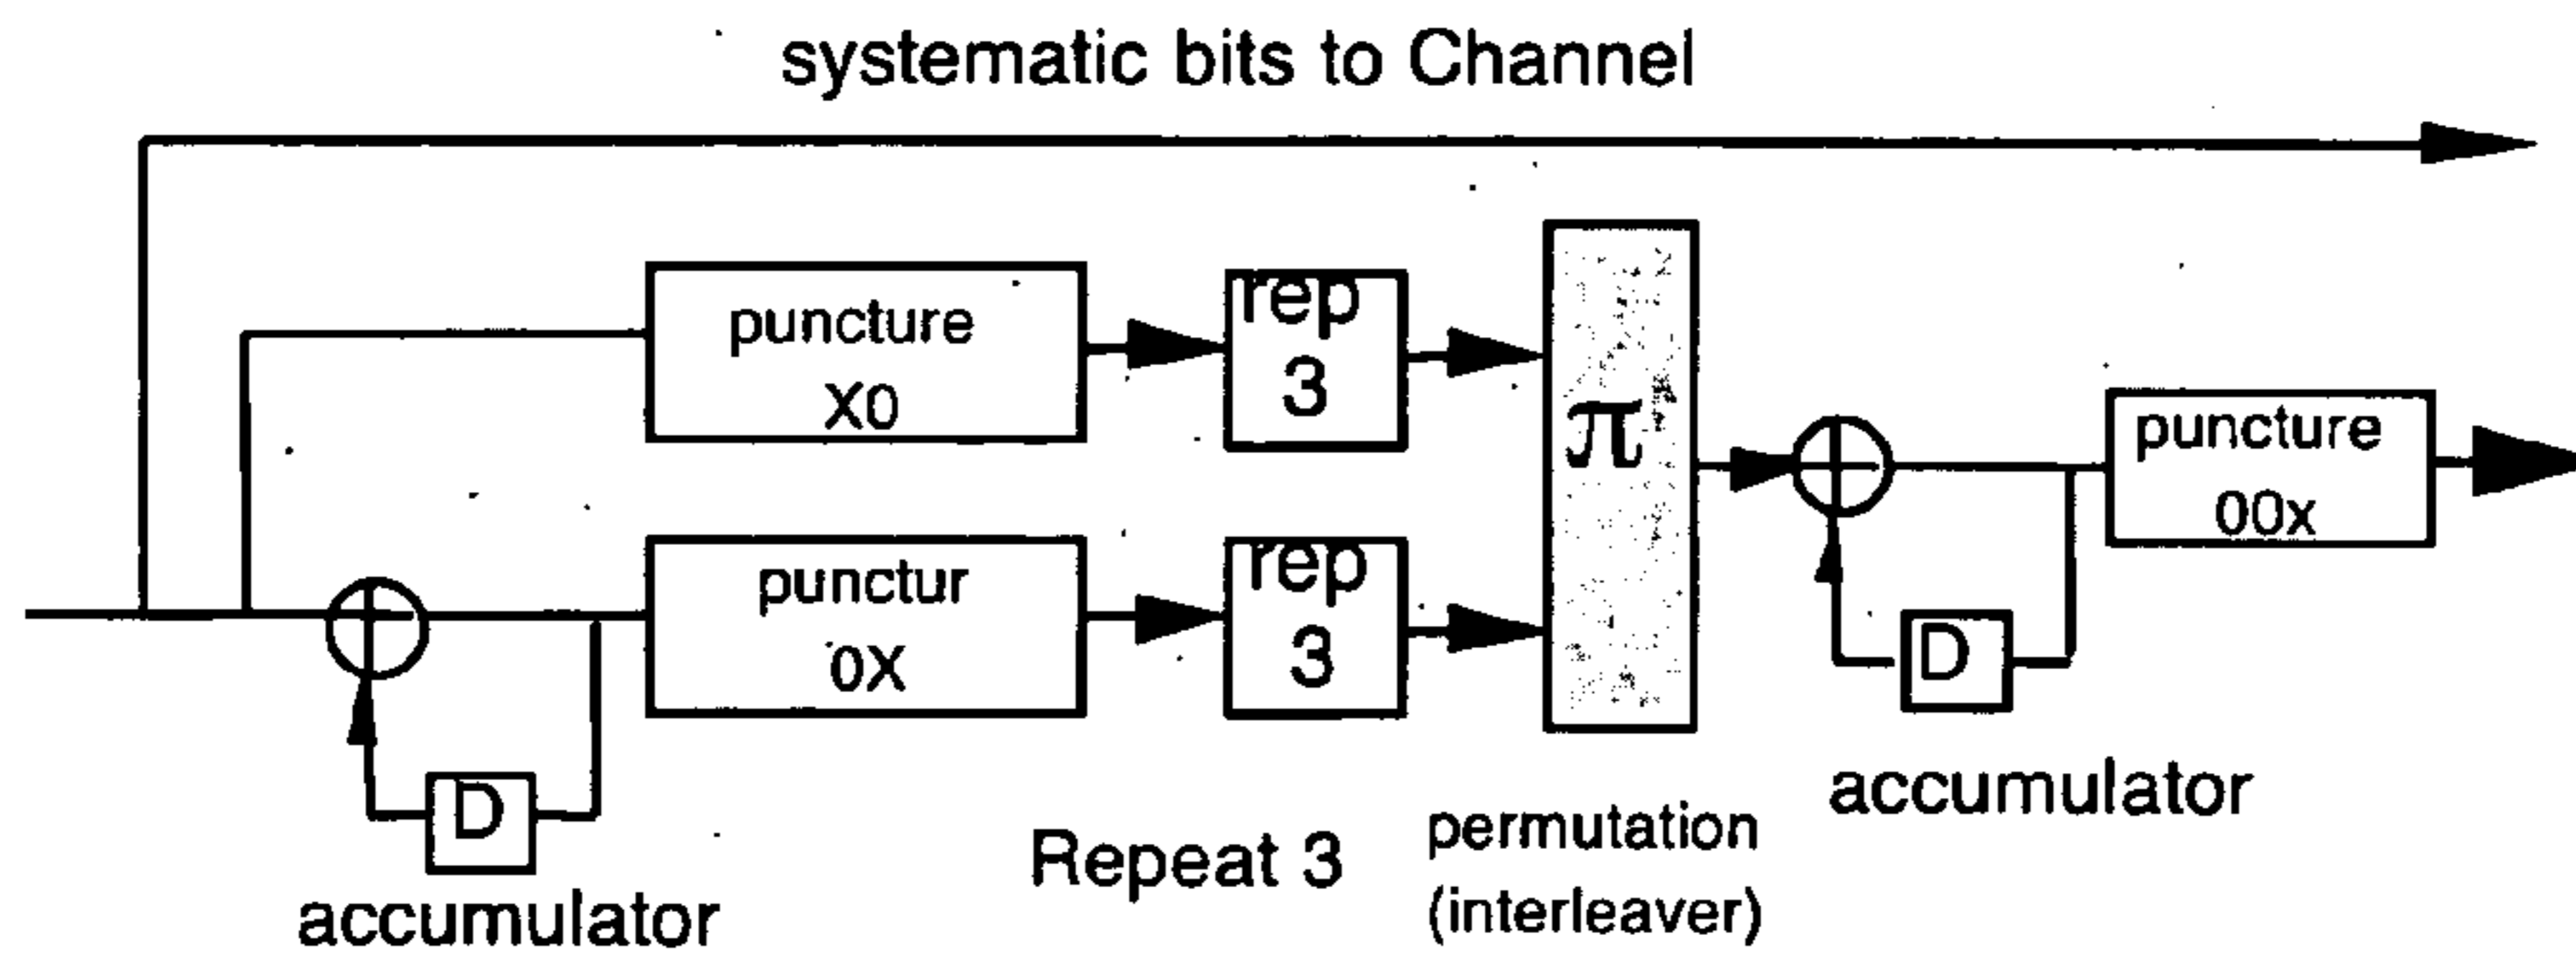 systematic bits to Channel
puncture
X0
rep
3
π
puncture
00x
punctur
0X
rep
3
D
D
accumulator
Repeat 3
permutation
(interleaver)
accumulator